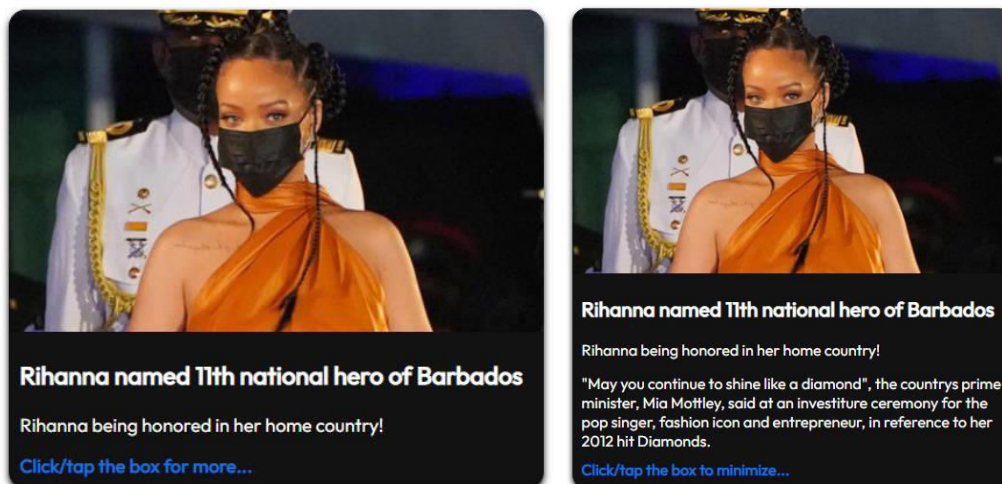 Rihanna named 11th national hero of Barbados
Rihanna being honored in her home country!
Click/tap the box for more...
Rihanna named 11th national hero of Barbados
Rihanna being honored in her home country!
"May you continue to shine like a diamond", the countrys prime
minister, Mia Mottley, said at an investiture ceremony for the
pop singer, fashion icon and entrepreneur, in reference to her
2012 hit Diamonds.
Click/tap the box to minimize...